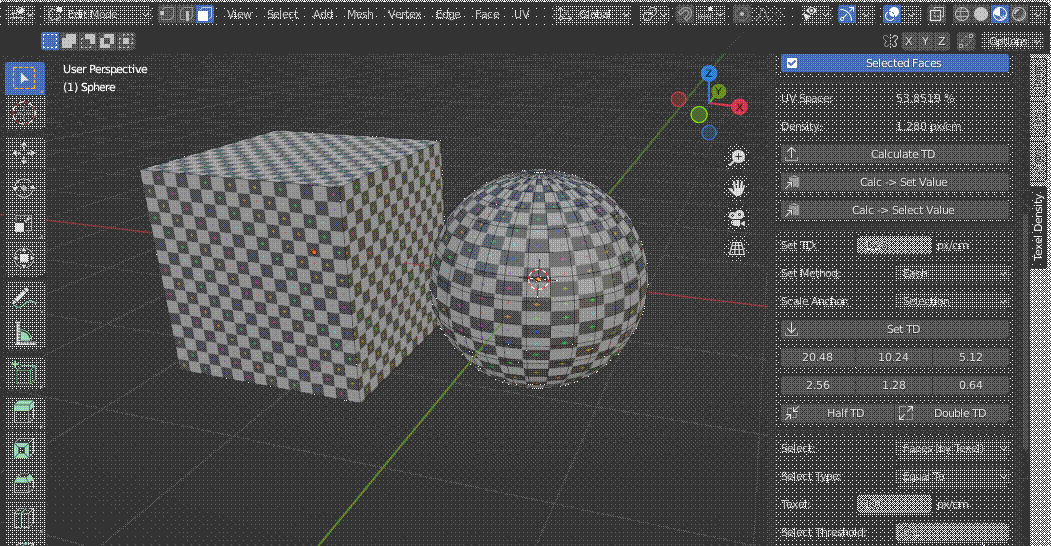 Edit Mode View Select Add Mesh Vertex Edge Face UV Global
X Y Z Options
User Perspective
(1) Sphere
Z
Y
X
Selected Faces
UV Space: 53.8519 %
Density: 1.280 px/cm
Calculate TD
Calc -> Set Value
Calc -> Select Value
Set TD: px/cm
Set Method: Each
Scale Anchor: Selection
Set TD
20.48 10.24 5.12
2.56 1.28 0.64
Half TD Double TD
Select: Faces (By Texel)
Select Type: Equal To
Texel: px/cm
Select Threshold:
Texel Density